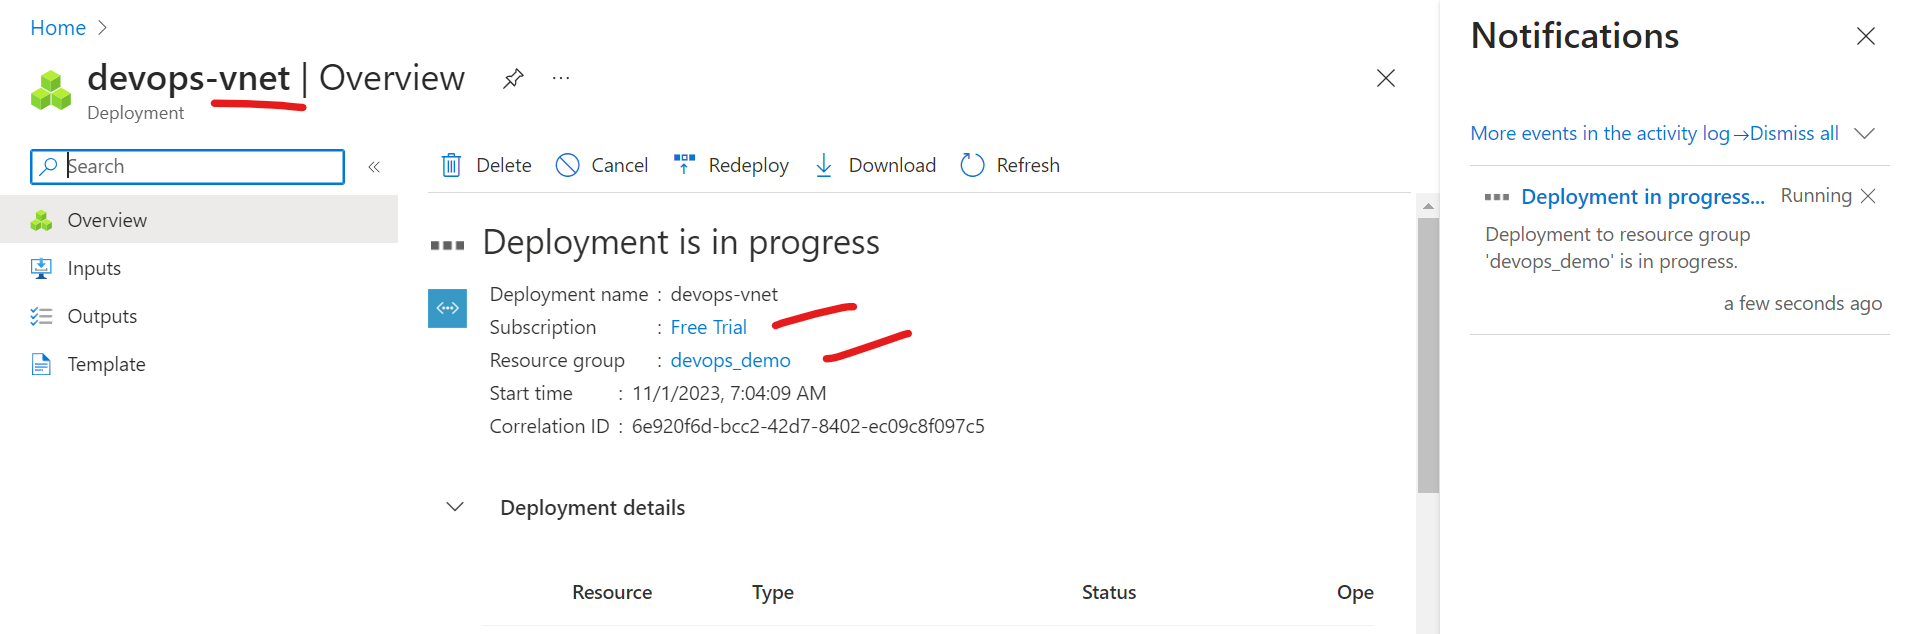 Home
devops-vnet | Overview
Deployment
Search
Overview
Inputs
Outputs
Template
Delete
Cancel
Redeploy
Download
Refresh
Deployment is in progress
Deployment name : devops-vnet
Subscription : Free Trial
Resource group : devops_demo
Start time : 11/1/2023, 7:04:09 AM
Correlation ID : 6e920f6d-bcc2-42d7-8402-ec09c8f097c5
Deployment details
Resource Type Status Ope
Notifications
More events in the activity log→ Dismiss all
Deployment in progress... Running
Deployment to resource group
'devops_demo' is in progress.
a few seconds ago